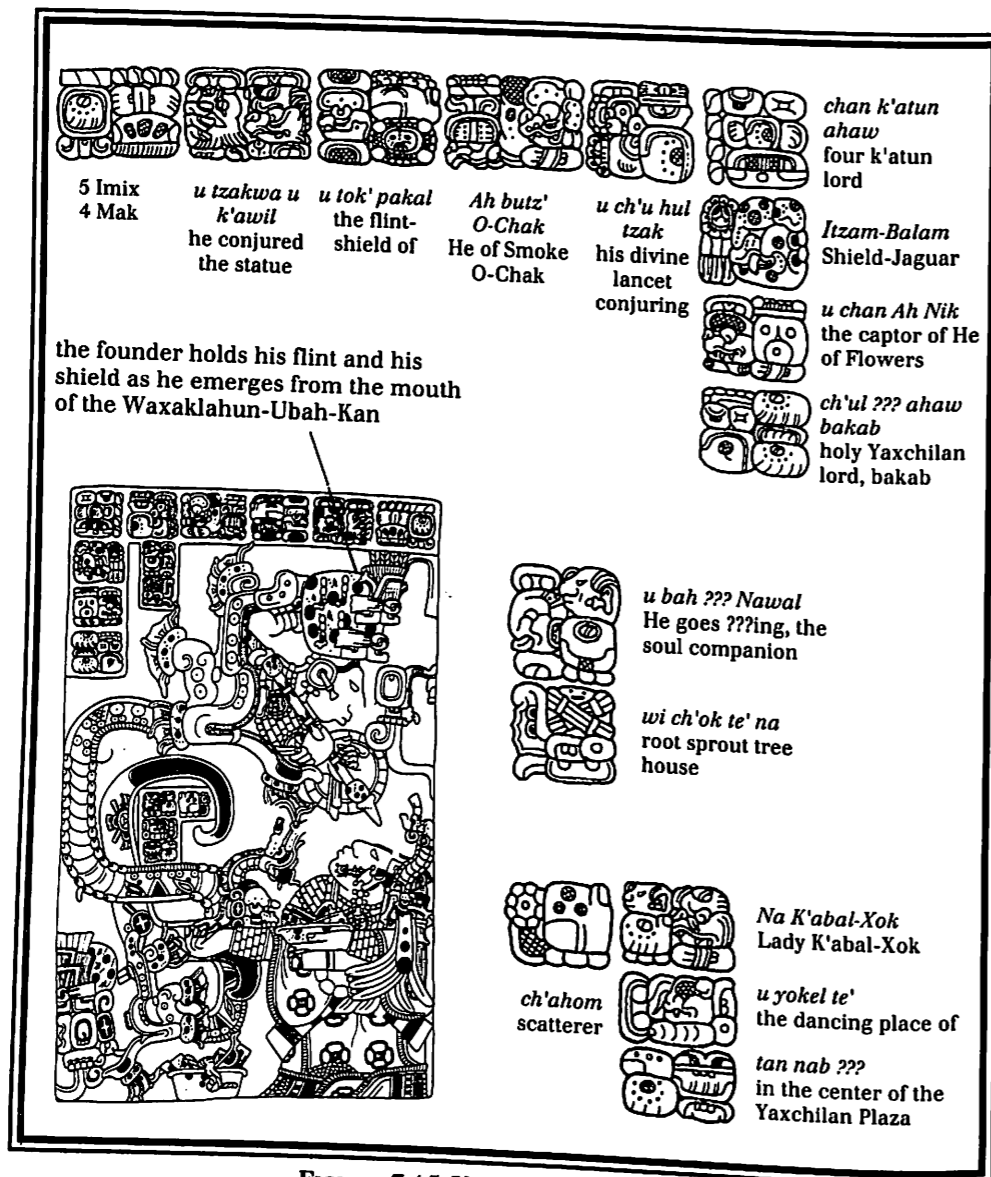 5 Imix
4 Mak
u tzakwa u
k'awil
he conjured
the statue
u tok' pakal
the flint-
shield of
Ah butz'
O-Chak
He of Smoke
O-Chak
u ch'u hul
tzak
his divine
lancet
conjuring
chan k'atun
ahaw
four k'atun
lord
Itzam-Balam
Shield-Jaguar
u chan Ah Nik
the captor of He
of Flowers
ch'ul ??? ahaw
bakab
holy Yaxchilan
lord, bakab
the founder holds his flint and his
shield as he emerges from the mouth
of the Waxaklahun-Ubah-Kan
u bah ??? Nawal
He goes ???ing, the
soul companion
wi ch'ok te' na
root sprout tree
house
Na K'abal-Xok
Lady K'abal-Xok
ch'ahom
scatterer
u yokel te'
the dancing place of
tan nab ???
in the center of the
Yaxchilan Plaza